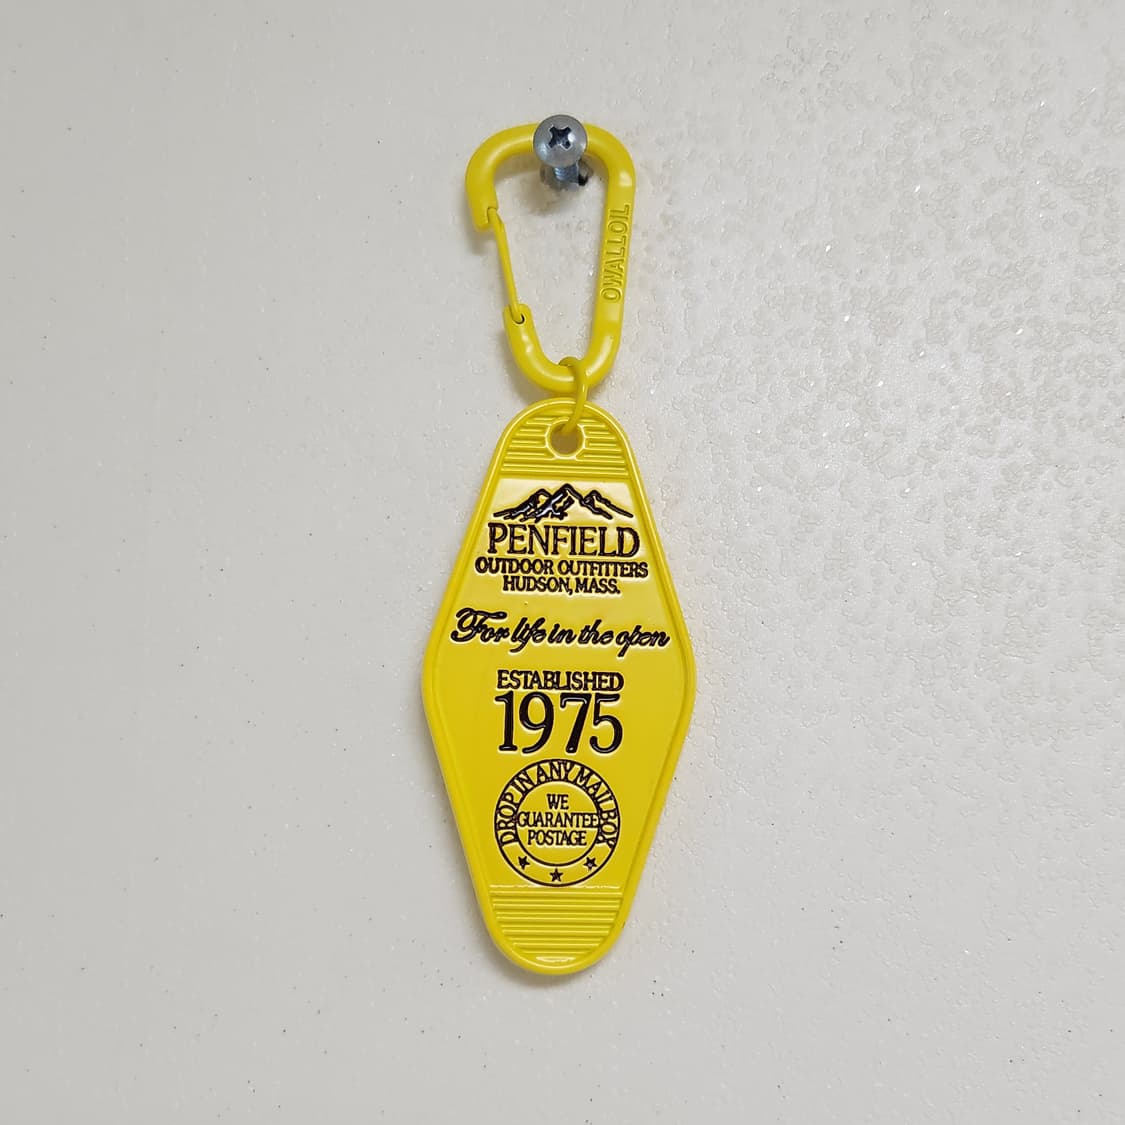 OWALLOIL
PENFIELD
OUTDOOR OUTFITTERS
HUDSON, MASS.
For life in the open
ESTABLISHED
1975
DROP IN ANY MAILBOX
WE
GUARANTEE
POSTAGE